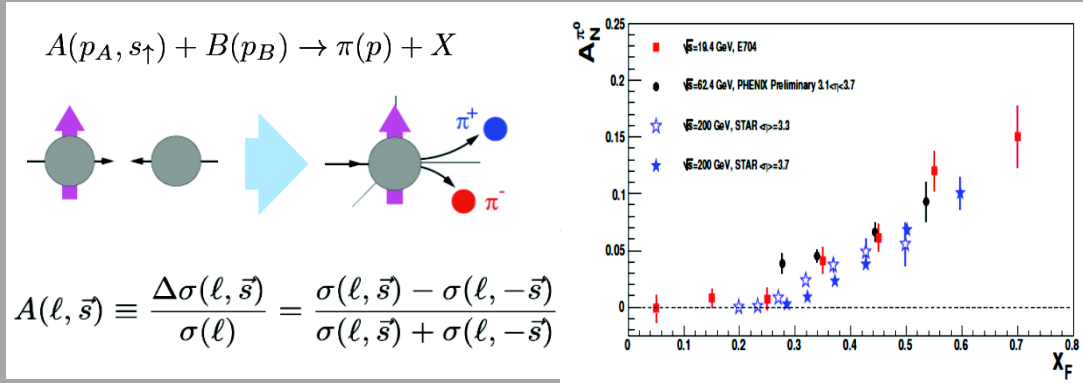 A(p_A, s_↑) + B(p_B) → π(p) + X
π⁺
π⁻
A(ℓ, s⃗) ≡ Δσ(ℓ, s⃗) / σ(ℓ) = σ(ℓ, s⃗) − σ(ℓ, −s⃗) / σ(ℓ, s⃗) + σ(ℓ, −s⃗)
A_N^π⁰
0.25
0.2
0.15
0.1
0.05
0
√s=19.4 GeV, E704
√s=62.4 GeV, PHENIX Preliminary 3.1<η<3.7
√s=200 GeV, STAR <η>=3.3
√s=200 GeV, STAR <η>=3.7
0 0.1 0.2 0.3 0.4 0.5 0.6 0.7 0.8
X_F